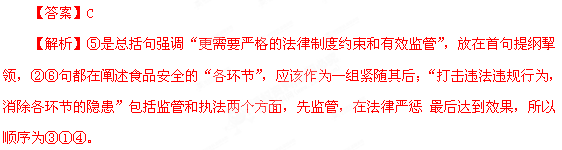 【答案】C
【解析】⑤是总括句强调“更需要严格的法律制度约束和有效监管”，放在首句提纲挈
领，②⑥句都在阐述食品安全的“各环节”，应该作为一组紧随其后；“打击违法违规行为，
消除各环节的隐患”包括监管和执法两个方面，先监管，在法律严惩 最后达到效果，所以
顺序为③①④。